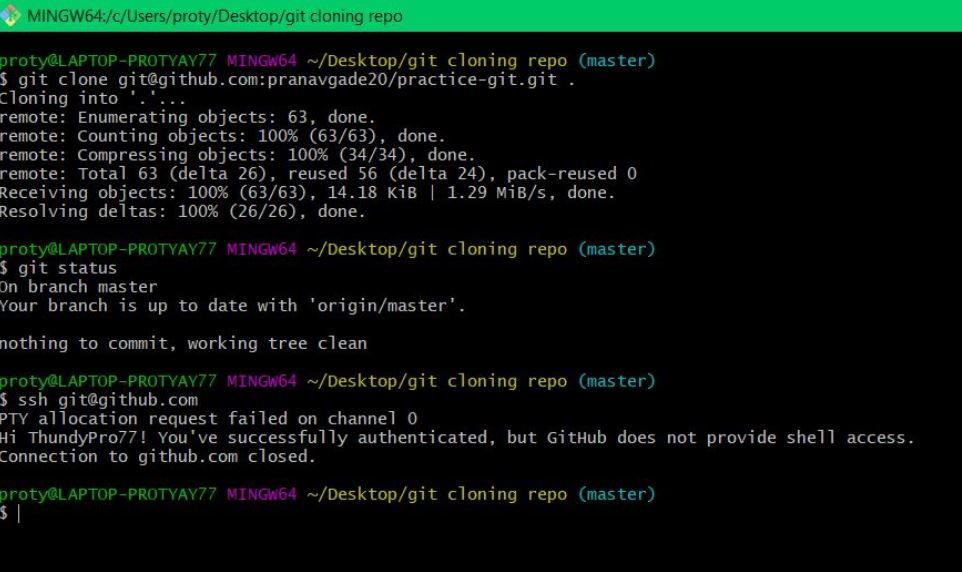 MINGW64:/c/Users/proty/Desktop/git cloning repo
proty@LAPTOP-PROTYAY77 MINGW64 ~/Desktop/git cloning repo (master)
$ git clone git@github.com:pranavgade20/practice-git.git .
Cloning into '.'...
remote: Enumerating objects: 63, done.
remote: Counting objects: 100% (63/63), done.
remote: Compressing objects: 100% (34/34), done.
remote: Total 63 (delta 26), reused 56 (delta 24), pack-reused 0
Receiving objects: 100% (63/63), 14.18 KiB | 1.29 MiB/s, done.
Resolving deltas: 100% (26/26), done.
proty@LAPTOP-PROTYAY77 MINGW64 ~/Desktop/git cloning repo (master)
$ git status
On branch master
Your branch is up to date with 'origin/master'.
nothing to commit, working tree clean
proty@LAPTOP-PROTYAY77 MINGW64 ~/Desktop/git cloning repo (master)
$ ssh git@github.com
PTY allocation request failed on channel 0
Hi ThundyPro77! You've successfully authenticated, but GitHub does not provide shell access.
Connection to github.com closed.
proty@LAPTOP-PROTYAY77 MINGW64 ~/Desktop/git cloning repo (master)
$